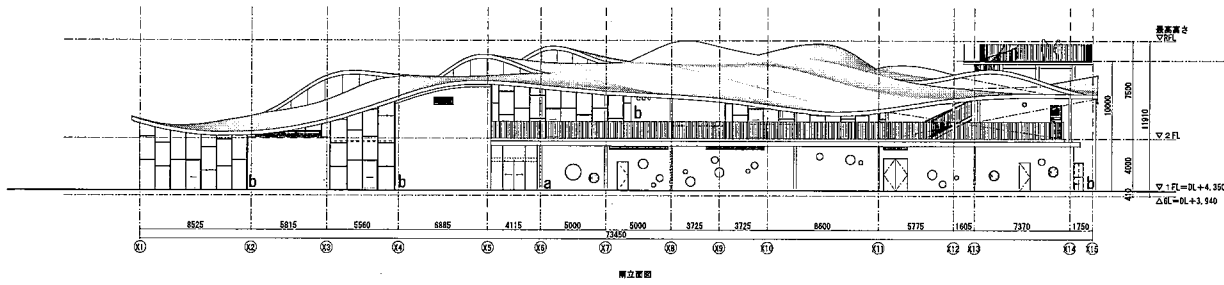 最高高さ
▽RFL
7500
10000
11910
b
▽2FL
4000
b b a b
410
▽1FL=DL+4,350
△GL=DL+3,940
8525 5815 5560 6885 4115 5000 5000 3725 3725 8600 5775 1605 7370 1750
73450
X1 X2 X3 X4 X5 X6 X7 X8 X9 X10 X11 X12 X13 X14 X15
南立面図